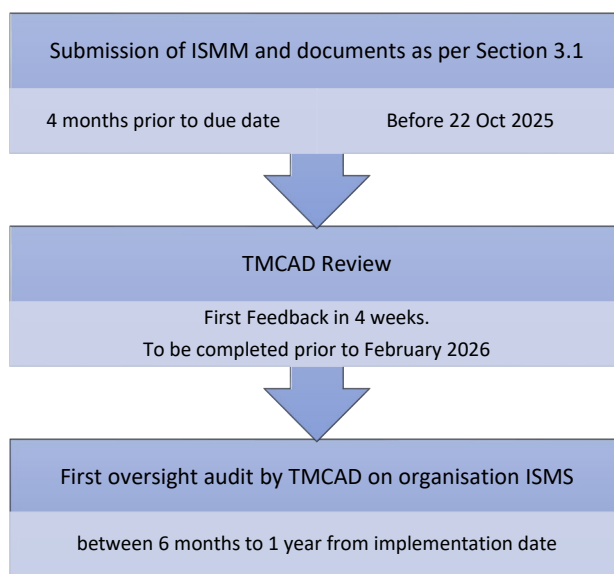 Submission of ISMM and documents as per Section 3.1
4 months prior to due date
Before 22 Oct 2025
TMCAD Review
First Feedback in 4 weeks.
To be completed prior to February 2026
First oversight audit by TMCAD on organisation ISMS
between 6 months to 1 year from implementation date